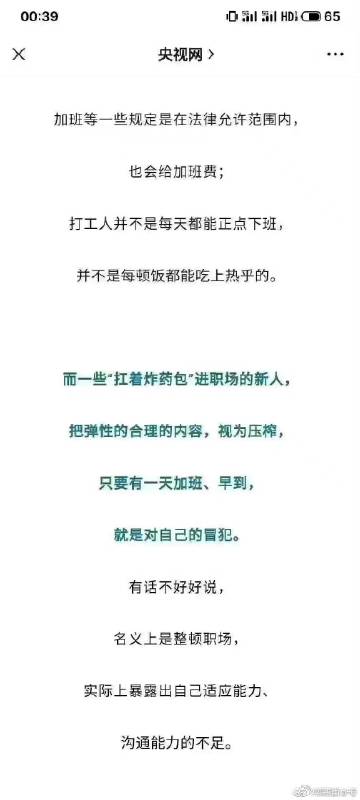 00:39
5G 5G HD 65
央视网 >
加班等一些规定是在法律允许范围内，
也会给加班费；
打工人并不是每天都能正点下班，
并不是每顿饭都能吃上热乎的。
而一些“扛着炸药包”进职场的新人，
把弹性的合理的内容，视为压榨，
只要有一天加班、早到，
就是对自己的冒犯。
有话不好好说，
名义上是整顿职场，
实际上暴露出自己适应能力、
沟通能力的不足。